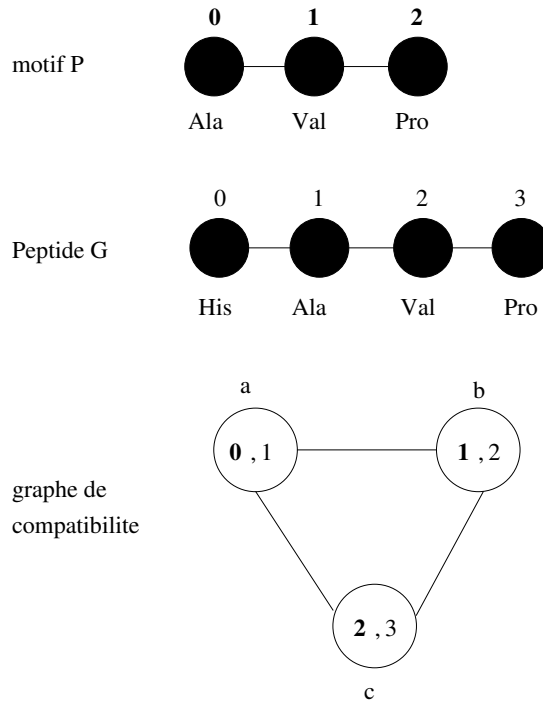 0 1 2
motif P
Ala Val Pro
0 1 2 3
Peptide G
His Ala Val Pro
a b
0 , 1 1 , 2
graphe de
compatibilite
2 , 3
c